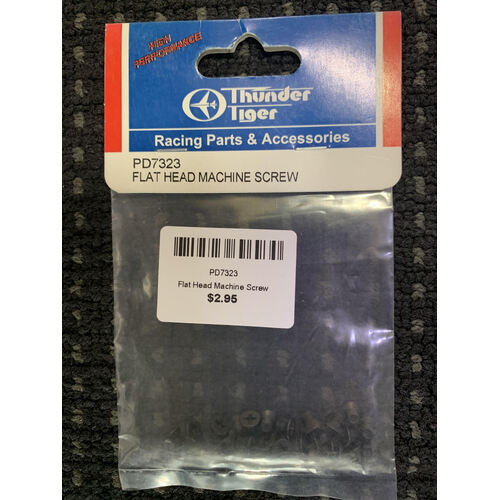 HIGH
PERFORMANCE
Thunder
Tiger
Racing Parts & Accessories
PD7323
FLAT HEAD MACHINE SCREW
PD7323
Flat Head Machine Screw
$2.95